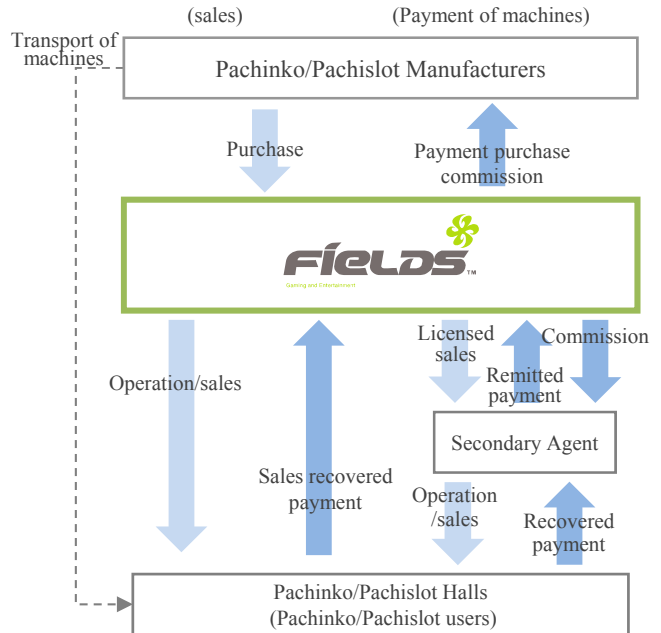 (sales)
(Payment of machines)
Transport of
machines
Pachinko/Pachislot Manufacturers
Purchase
Payment purchase
commission
FIELDS™
Gaming and Entertainment
Licensed
sales
Commission
Remitted
payment
Operation/sales
Secondary Agent
Sales recovered
payment
Operation
/sales
Recovered
payment
Pachinko/Pachislot Halls
(Pachinko/Pachislot users)